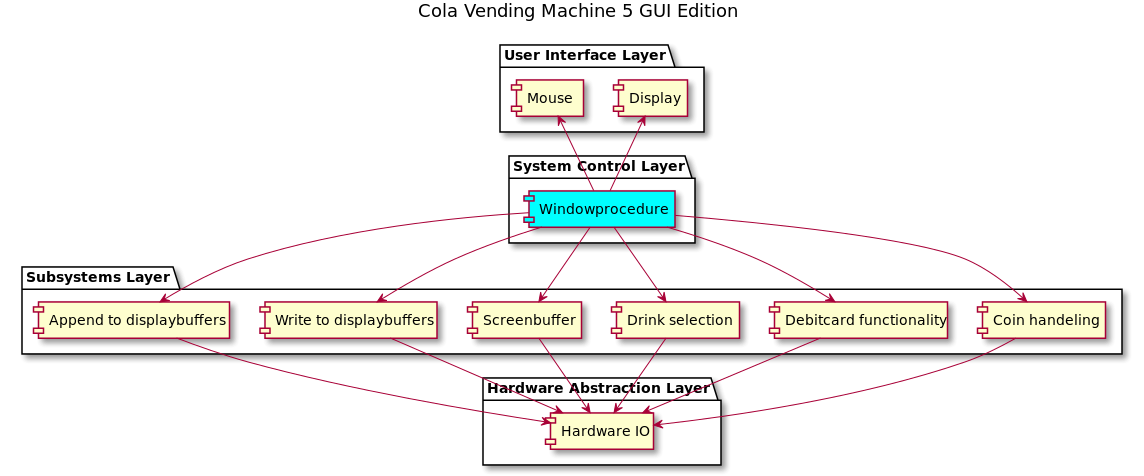 Cola Vending Machine 5 GUI Edition
User Interface Layer
Mouse
Display
System Control Layer
Windowprocedure
Subsystems Layer
Append to displaybuffers
Write to displaybuffers
Screenbuffer
Drink selection
Debitcard functionality
Coin handeling
Hardware Abstraction Layer
Hardware IO